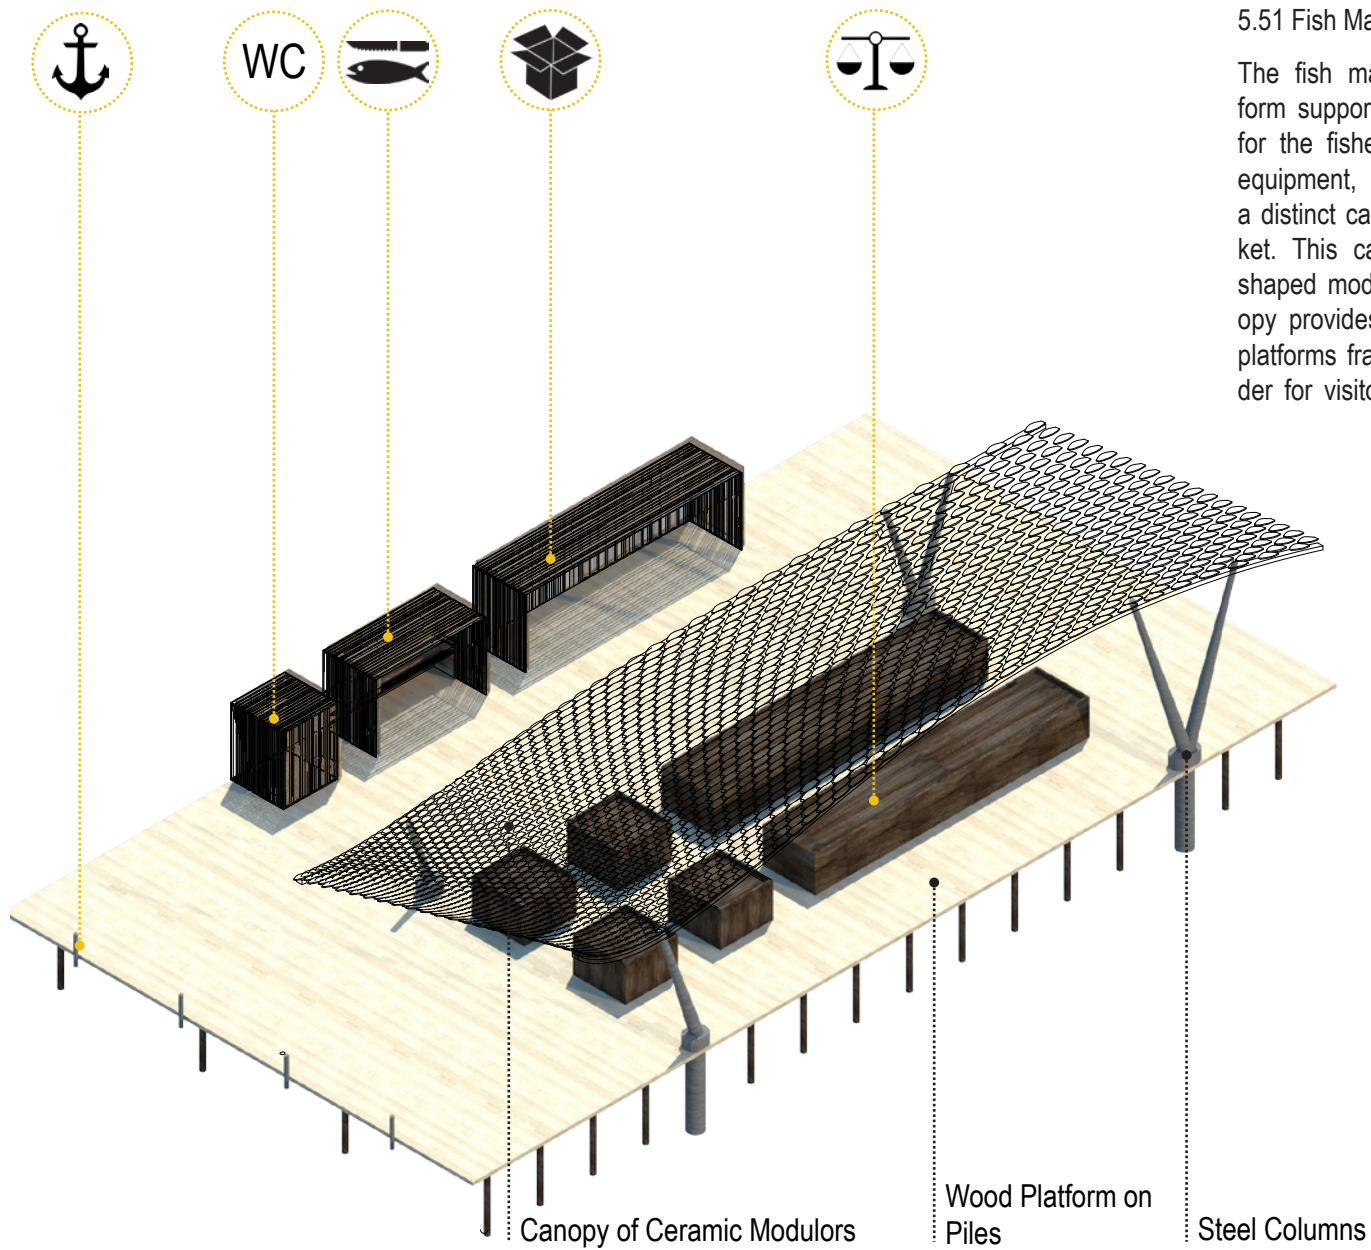 WC
5.51 Fish Ma
The fish ma
form suppor
for the fishe
equipment,
a distinct ca
ket. This ca
shaped mod
opy provides
platforms fra
der for visito
Canopy of Ceramic Modulors
Wood Platform on
Piles
Steel Columns